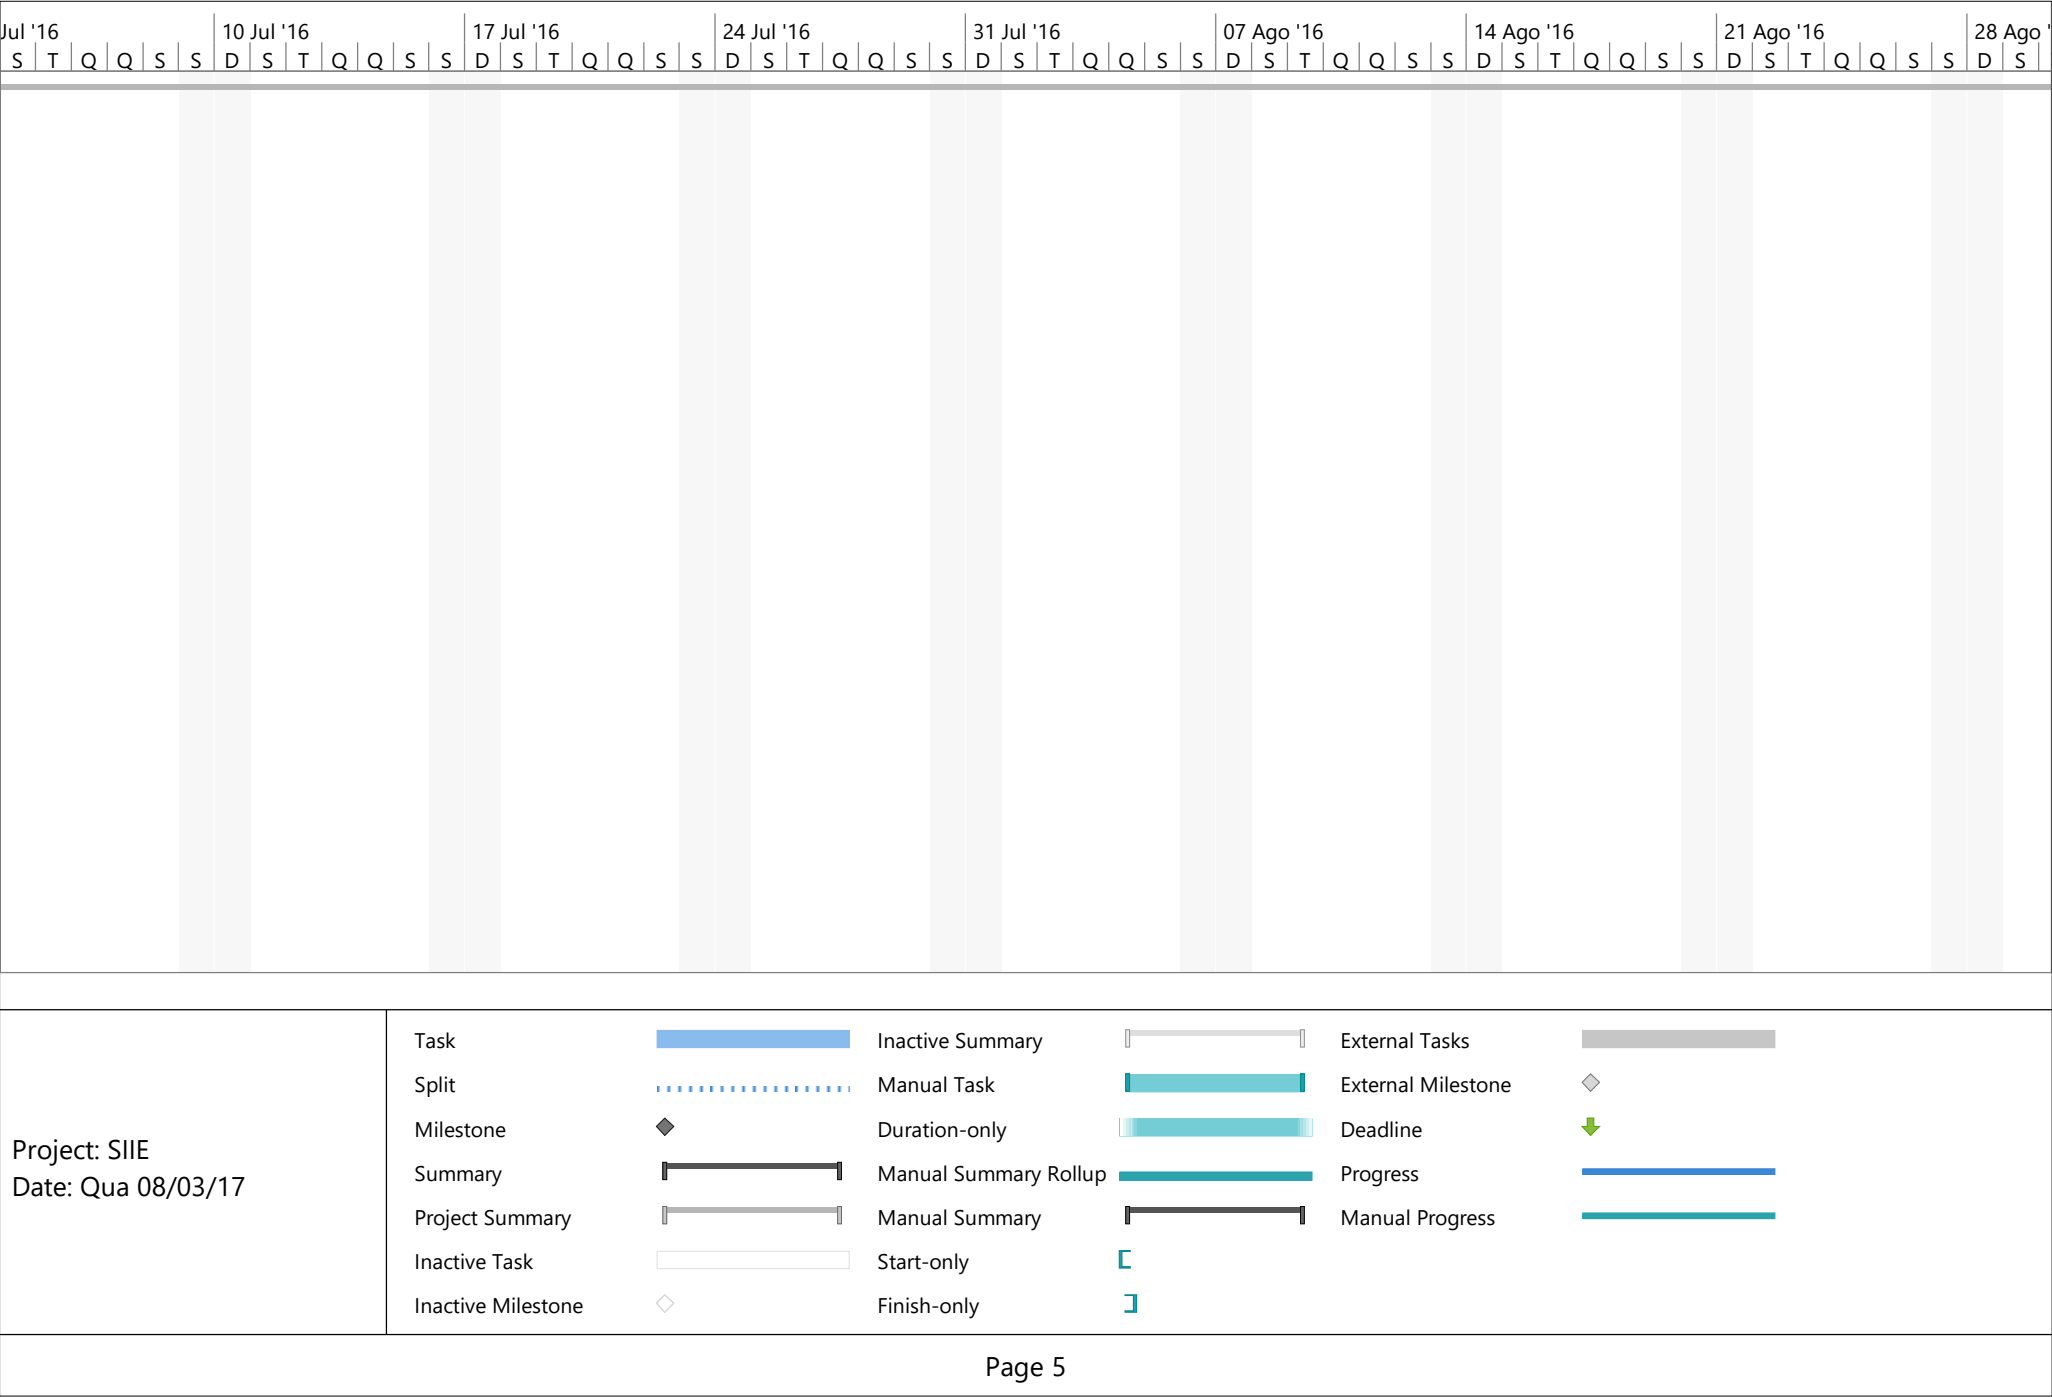 Jul '16 10 Jul '16 17 Jul '16 24 Jul '16 31 Jul '16 07 Ago '16 14 Ago '16 21 Ago '16 28 Ago '
S T Q Q S S D S T Q Q S S D S T Q Q S S D S T Q Q S S D S T Q Q S S D S T Q Q S S D S T Q Q S S D S T Q Q S S D S
Project: SIIE
Date: Qua 08/03/17
Task
Split
Milestone
Summary
Project Summary
Inactive Task
Inactive Milestone
Inactive Summary
Manual Task
Duration-only
Manual Summary Rollup
Manual Summary
Start-only
Finish-only
External Tasks
External Milestone
Deadline
Progress
Manual Progress
Page 5